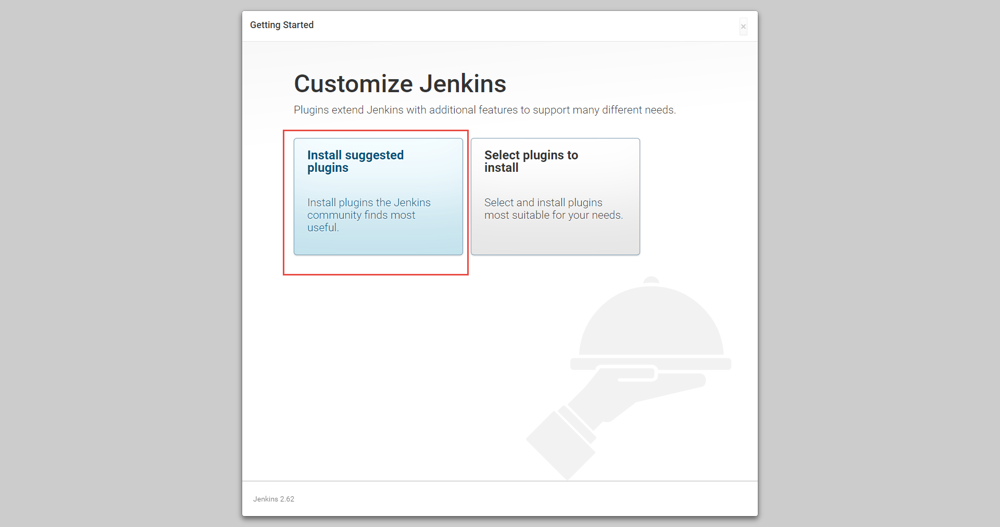 Getting Started
×
Customize Jenkins
Plugins extend Jenkins with additional features to support many different needs.
Install suggested
plugins
Install plugins the Jenkins
community finds most
useful.
Select plugins to
install
Select and install plugins
most suitable for your needs.
Jenkins 2.62